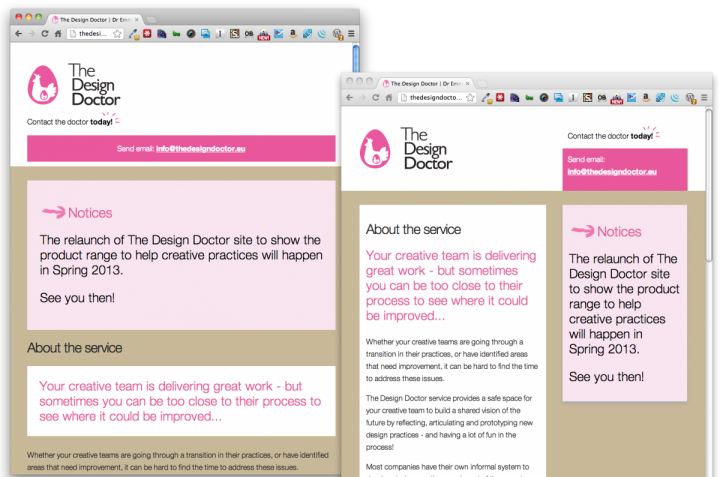 The Design Doctor | Dr Emm
thedesi
The
Design
Doctor
Contact the doctor today!
Send email: info@thedesigndoctor.eu
Notices
The relaunch of The Design Doctor site to show the
product range to help creative practices will happen
in Spring 2013.
See you then!
About the service
Your creative team is delivering great work - but
sometimes you can be too close to their process to
see where it could be improved...
Whether your creative teams are going through a transition in their practices, or have identified
areas that need improvement, it can be hard to find the time to address these issues.
The Design Doctor | Dr Emm
thedesigndocto...
The
Design
Doctor
Contact the doctor today!
Send email:
info@thedesigndoctor.eu
About the service
Your creative team is delivering
great work - but sometimes
you can be too close to their
process to see where it could
be improved...
Whether your creative teams are going through a
transition in their practices, or have identified areas
that need improvement, it can be hard to find the time
to address these issues.
The Design Doctor service provides a safe space for
your creative team to build a shared vision of the
future by reflecting, articulating and prototyping new
design practices - and having a lot of fun in the
process!
Most companies have their own informal system to
Notices
The relaunch of The
Design Doctor site
to show the product
range to help
creative practices
will happen in
Spring 2013.
See you then!